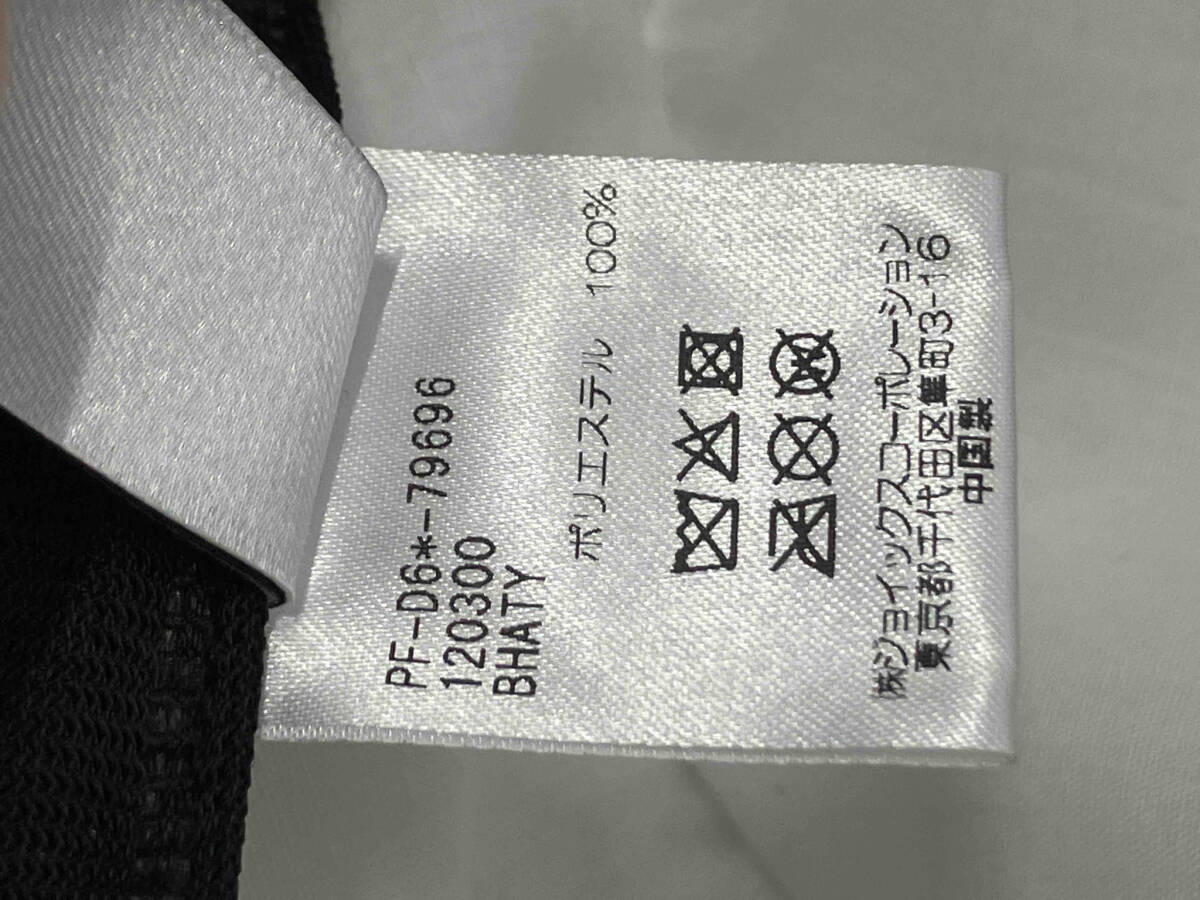 PF-D6*-79696
120300
BHATY
ポリエステル 100%
㈱ジョイックスコーポレーション
東京都千代田区隼町3-16
中国製